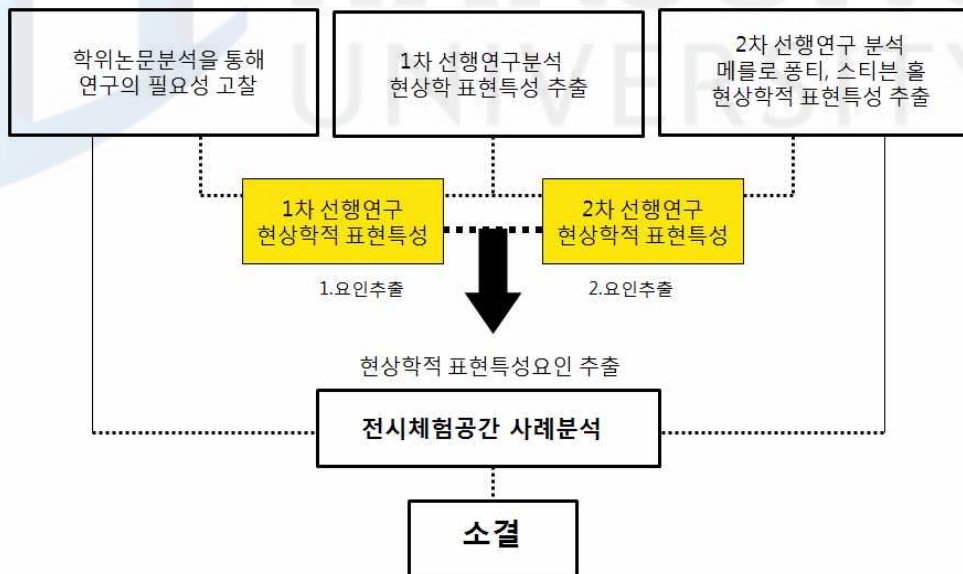 UNIVERSITY
학위논문분석을 통해
연구의 필요성 고찰
1차 선행연구분석
현상학 표현특성 추출
2차 선행연구 분석
메를로 퐁티, 스티븐 홀
현상학적 표현특성 추출
1차 선행연구
현상학적 표현특성
2차 선행연구
현상학적 표현특성
1.요인추출
2.요인추출
현상학적 표현특성요인 추출
전시체험공간 사례분석
소결